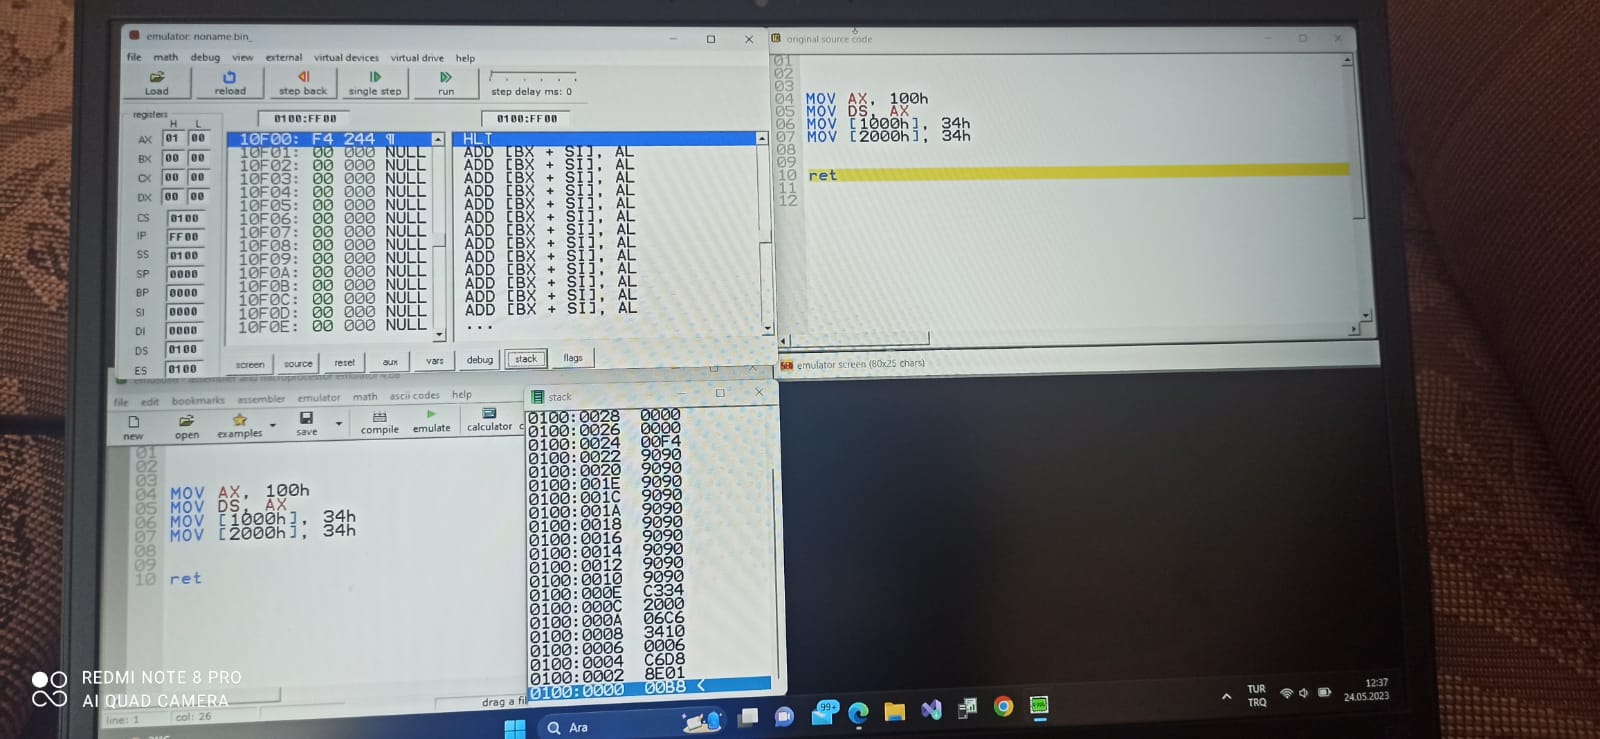 emulator: noname.bin_
file math debug view external virtual devices virtual drive help
Load reload step back single step run step delay ms: 0
registers
H L
0100:FF00 0100:FF00
AX 01 00
BX 00 00
CX 00 00
DX 00 00
CS 0100
IP FF00
SS 0100
SP 0000
BP 0000
SI 0000
DI 0000
DS 0100
ES 0100
10F00: F4 244 ¶
10F01: 00 000 NULL
10F02: 00 000 NULL
10F03: 00 000 NULL
10F04: 00 000 NULL
10F05: 00 000 NULL
10F06: 00 000 NULL
10F07: 00 000 NULL
10F08: 00 000 NULL
10F09: 00 000 NULL
10F0A: 00 000 NULL
10F0B: 00 000 NULL
10F0C: 00 000 NULL
10F0D: 00 000 NULL
10F0E: 00 000 NULL
HLT
ADD [BX + SI], AL
ADD [BX + SI], AL
ADD [BX + SI], AL
ADD [BX + SI], AL
ADD [BX + SI], AL
ADD [BX + SI], AL
ADD [BX + SI], AL
ADD [BX + SI], AL
ADD [BX + SI], AL
ADD [BX + SI], AL
ADD [BX + SI], AL
ADD [BX + SI], AL
ADD [BX + SI], AL
...
screen source reset aux vars debug stack flags
original source code
01
02
03
04 MOV AX, 100h
05 MOV DS, AX
06 MOV [1000h], 34h
07 MOV [2000h], 34h
08
09
10 ret
11
12
emulator screen (80x25 chars)
file edit bookmarks assembler emulator math ascii codes help
new open examples save compile emulate calculator c
01
02
03
04 MOV AX, 100h
05 MOV DS, AX
06 MOV [1000h], 34h
07 MOV [2000h], 34h
08
09
10 ret
line: 1 col: 26
drag a fi
stack
0100:0028 0000
0100:0026 0000
0100:0024 00F4
0100:0022 9090
0100:0020 9090
0100:001E 9090
0100:001C 9090
0100:001A 9090
0100:0018 9090
0100:0016 9090
0100:0014 9090
0100:0012 9090
0100:0010 9090
0100:000E C334
0100:000C 2000
0100:000A 06C6
0100:0008 3410
0100:0006 0006
0100:0004 C6D8
0100:0002 8E01
0100:0000 00B8 <
REDMI NOTE 8 PRO
AI QUAD CAMERA
Ara
99+
TUR
TRQ
12:37
24.05.2023